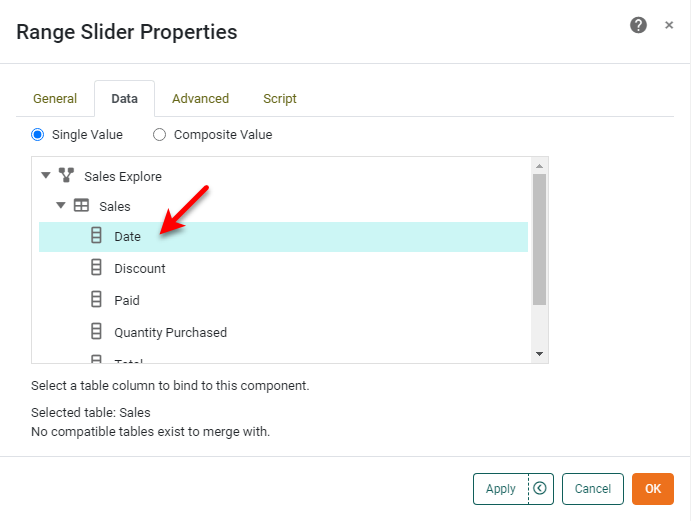 Range Slider Properties
General Data Advanced Script
Single Value Composite Value
Sales Explore
Sales
Date
Discount
Paid
Quantity Purchased
Total
Select a table column to bind to this component.
Selected table: Sales
No compatible tables exist to merge with.
Apply Cancel OK